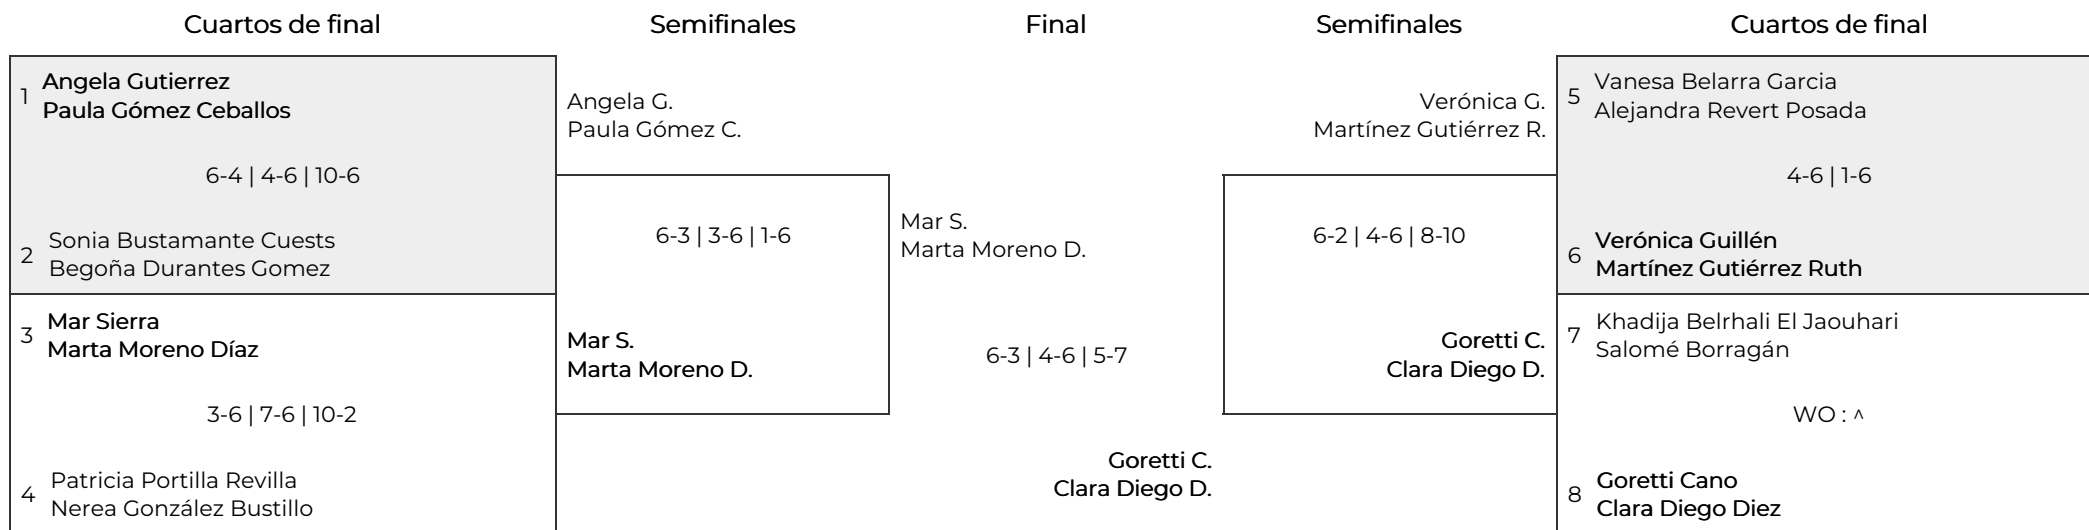 Cuartos de final
Semifinales
Final
Semifinales
Cuartos de final
1
Angela Gutierrez
Paula Gómez Ceballos
6-4 | 4-6 | 10-6
2
Sonia Bustamante Cuests
Begoña Durantes Gomez
3
Mar Sierra
Marta Moreno Díaz
3-6 | 7-6 | 10-2
4
Patricia Portilla Revilla
Nerea González Bustillo
Angela G.
Paula Gómez C.
6-3 | 3-6 | 1-6
Mar S.
Marta Moreno D.
Mar S.
Marta Moreno D.
6-3 | 4-6 | 5-7
Goretti C.
Clara Diego D.
Verónica G.
Martínez Gutiérrez R.
6-2 | 4-6 | 8-10
Goretti C.
Clara Diego D.
5
Vanesa Belarra Garcia
Alejandra Revert Posada
4-6 | 1-6
6
Verónica Guillén
Martínez Gutiérrez Ruth
7
Khadija Belrhali El Jaouhari
Salomé Borragán
WO : ^
8
Goretti Cano
Clara Diego Diez